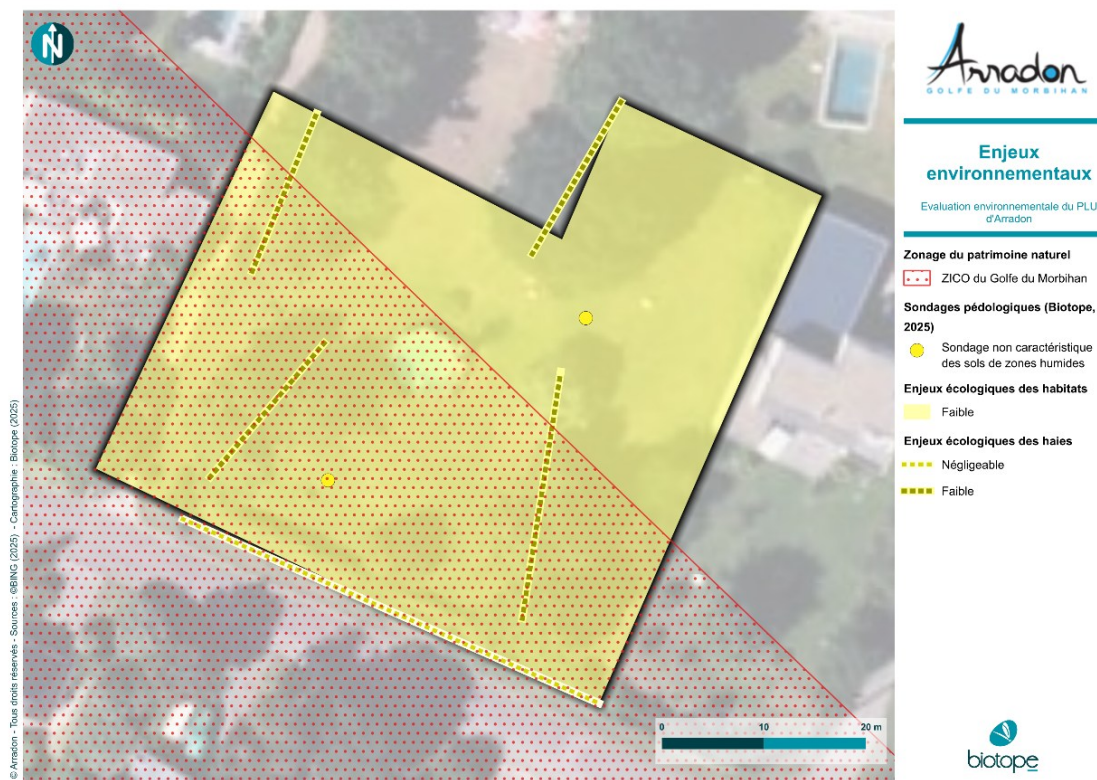 N
Arradon
GOLFE DU MORBIHAN
Enjeux
environnementaux
Evaluation environnementale du PLU
d'Arradon
Zonage du patrimoine naturel
ZICO du Golfe du Morbihan
Sondages pédologiques (Biotope,
2025)
Sondage non caractéristique
des sols de zones humides
Enjeux écologiques des habitats
Faible
Enjeux écologiques des haies
Négligeable
Faible
0 10 20 m
© Arradon - Tous droits réservés - Sources : ©BING (2025) - Cartographie : Biotope (2025)
biotope